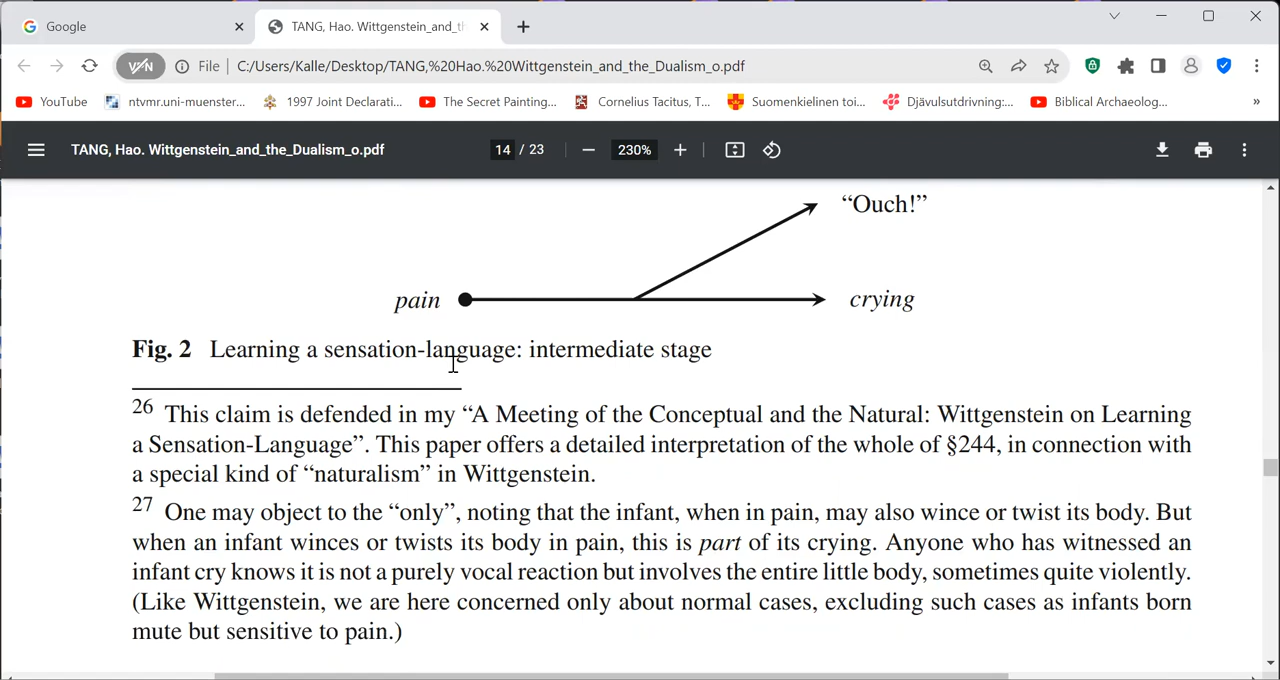 Google
TANG, Hao. Wittgenstein_and_th
VPN
File
C:/Users/Kalle/Desktop/TANG,%20Hao.%20Wittgenstein_and_the_Dualism_o.pdf
YouTube
ntvmr.uni-muenster...
1997 Joint Declarati...
The Secret Painting...
Cornelius Tacitus, T...
Suomenkielinen toi...
Djävulsutdrivning:...
Biblical Archaeolog...
»
TANG, Hao. Wittgenstein_and_the_Dualism_o.pdf
14 / 23
230%
“Ouch!”
pain
crying
Fig. 2 Learning a sensation-language: intermediate stage
26 This claim is defended in my “A Meeting of the Conceptual and the Natural: Wittgenstein on Learning
a Sensation-Language”. This paper offers a detailed interpretation of the whole of §244, in connection with
a special kind of “naturalism” in Wittgenstein.
27 One may object to the “only”, noting that the infant, when in pain, may also wince or twist its body. But
when an infant winces or twists its body in pain, this is part of its crying. Anyone who has witnessed an
infant cry knows it is not a purely vocal reaction but involves the entire little body, sometimes quite violently.
(Like Wittgenstein, we are here concerned only about normal cases, excluding such cases as infants born
mute but sensitive to pain.)